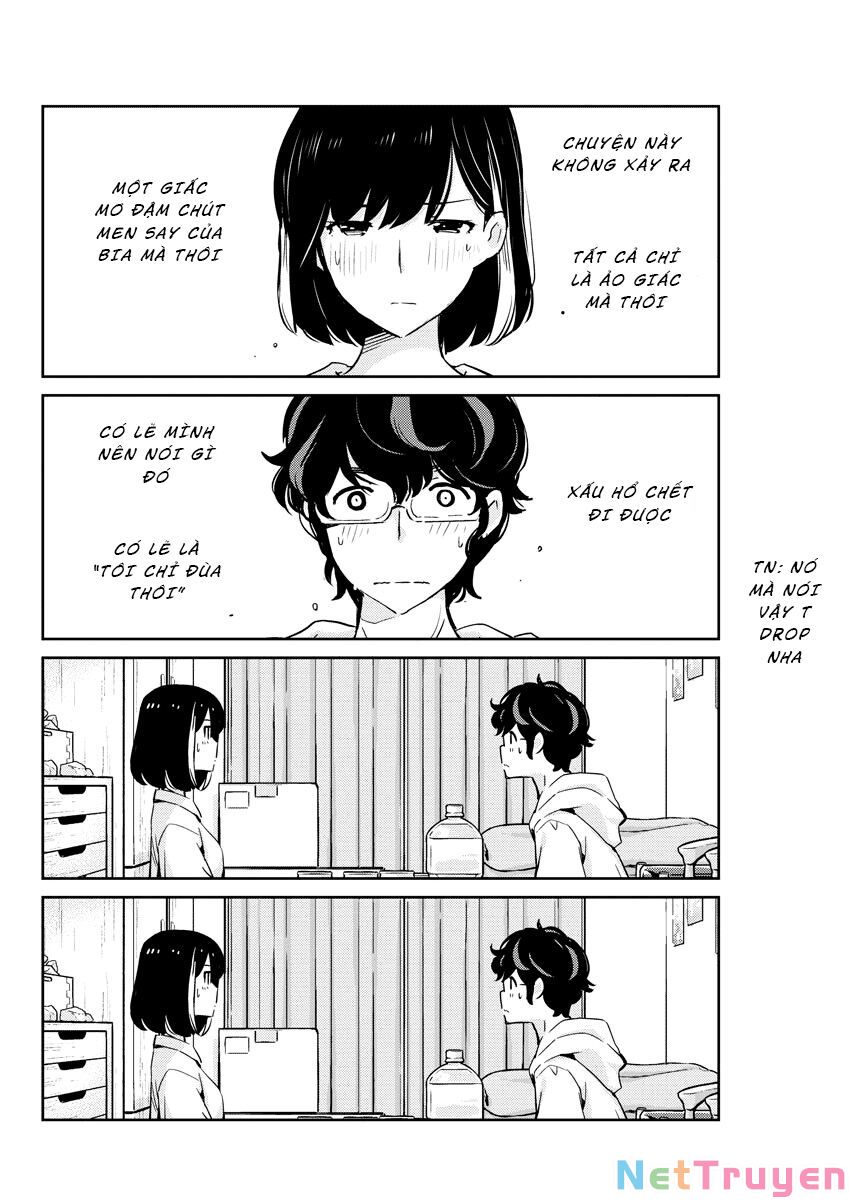 CHUYỆN NÀY
KHÔNG XẢY RA
TẤT CẢ CHỈ
LÀ ẢO GIÁC
MÀ THÔI
MỘT GIẤC
MƠ ĐẬM CHÚT
MEN SAY CỦA
BIA MÀ THÔI
XẤU HỔ CHẾT
ĐI ĐƯỢC
CÓ LẼ MÌNH
NÊN NÓI GÌ
ĐÓ
CÓ LẼ LÀ
"TÔI CHỈ ĐÙA
THÔI"
TN: NÓ
MÀ NÓI
VẬY T
DROP
NHA
NetTruyen